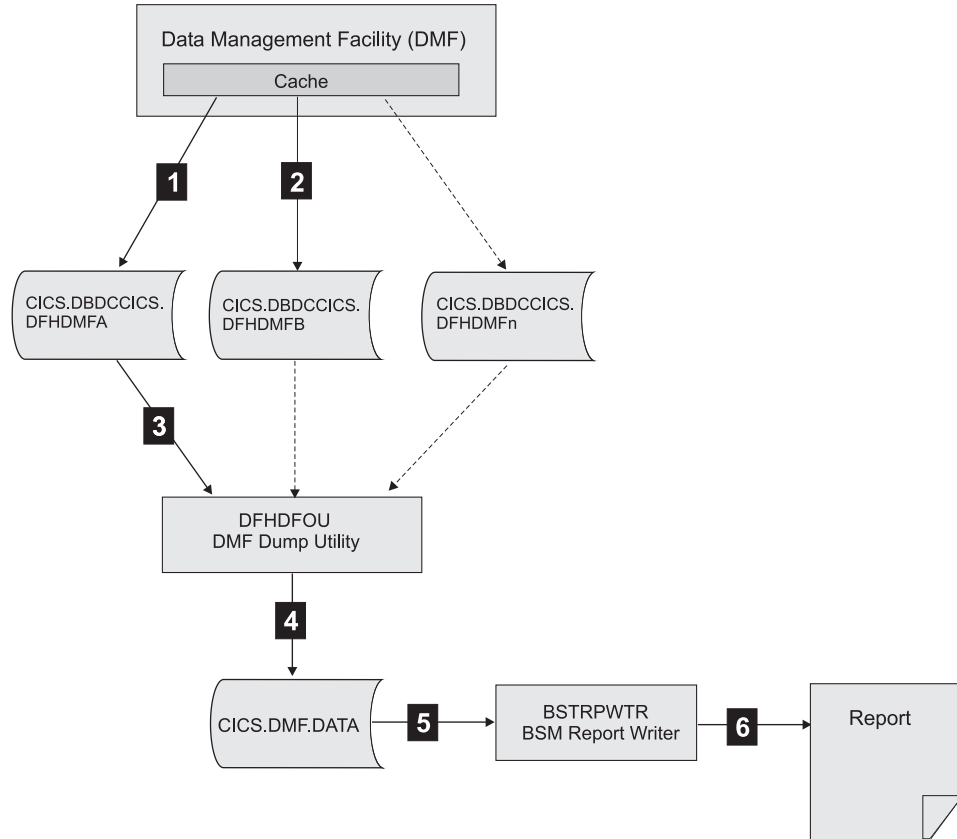 Data Management Facility (DMF)
Cache
1
2
CICS.DBDCCICS.
DFHDMFA
CICS.DBDCCICS.
DFHDMFB
CICS.DBDCCICS.
DFHDMFn
3
DFHDFOU
DMF Dump Utility
4
CICS.DMF.DATA
5
BSTRPWTR
BSM Report Writer
6
Report